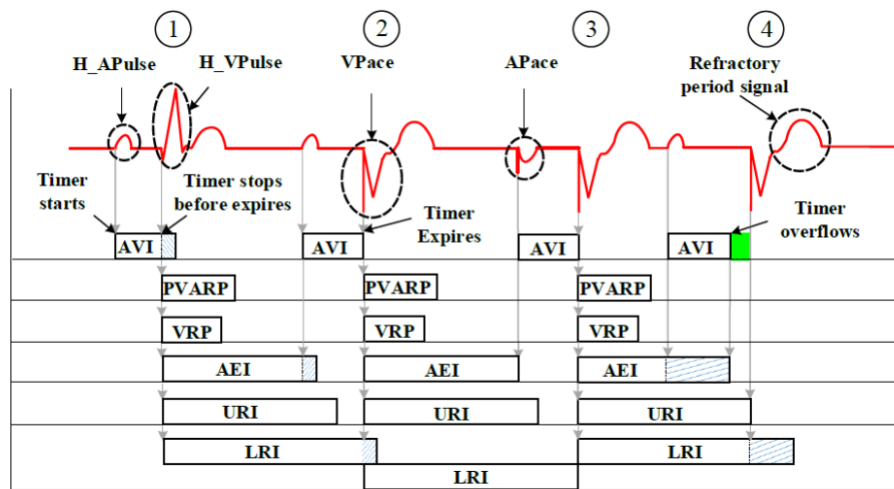 1
2
3
4
H_APulse
H_VPulse
VPace
APace
Refractory
period signal
Timer
starts
Timer stops
before expires
Timer
Expires
Timer
overflows
AVI
AVI
AVI
AVI
PVARP
PVARP
PVARP
VRP
VRP
VRP
AEI
AEI
AEI
URI
URI
URI
LRI
LRI
LRI